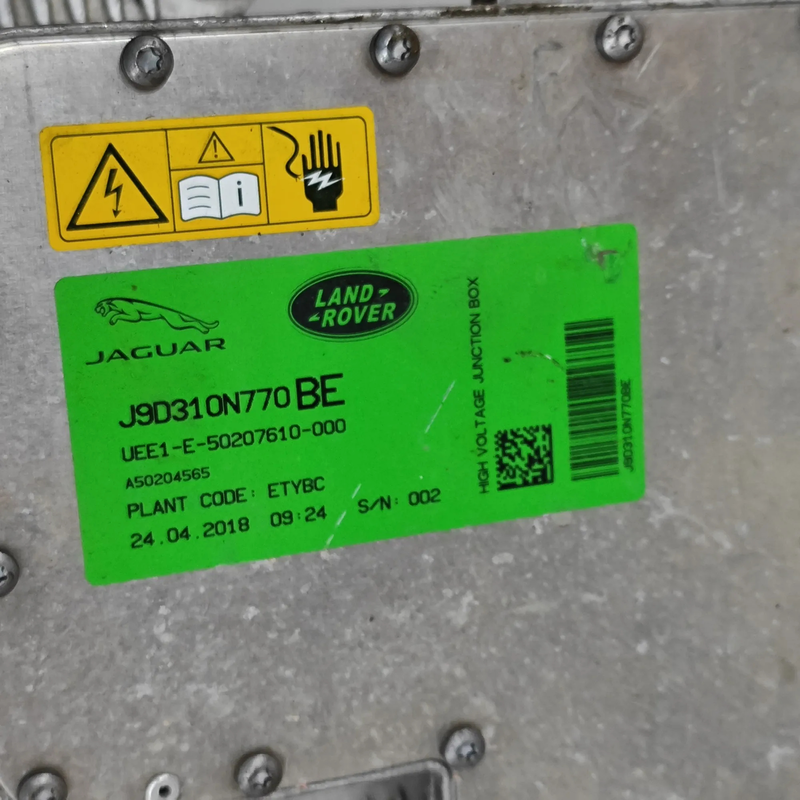 JAGUAR
LAND-
-ROVER
J9D310N770 BE
UEE1-E-50207610-000
A50204565
PLANT CODE: ETYBC
24.04.2018 09:24 S/N: 002
HIGH VOLTAGE JUNCTION BOX
J9D310N770BE